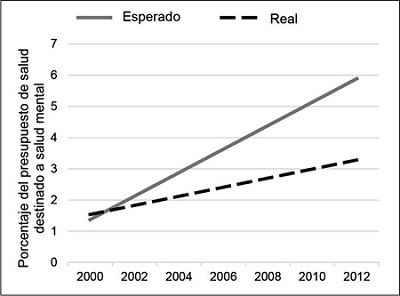 Esperado Real
Porcentaje del presupuesto de salud
destinado a salud mental
7
6
5
4
3
2
1
0
2000 2002 2004 2006 2008 2010 2012